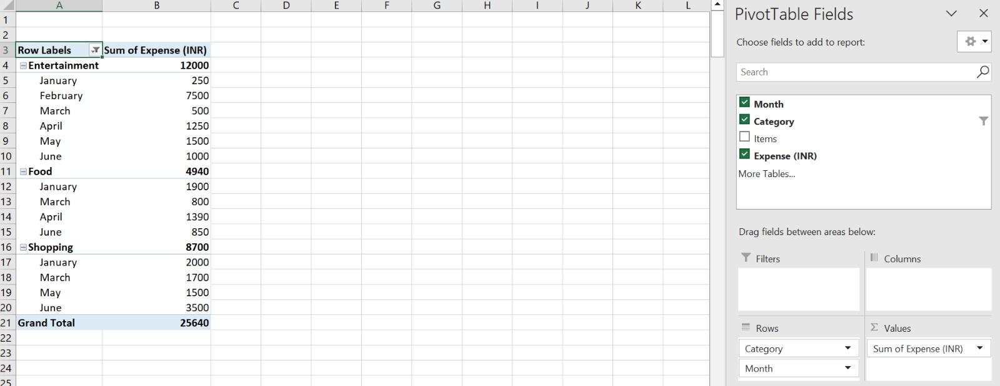 A B C D E F G H I J K L
1
2
3 Row Labels Sum of Expense (INR)
4 Entertainment 12000
5 January 250
6 February 7500
7 March 500
8 April 1250
9 May 1500
10 June 1000
11 Food 4940
12 January 1900
13 March 800
14 April 1390
15 June 850
16 Shopping 8700
17 January 2000
18 March 1700
19 May 1500
20 June 3500
21 Grand Total 25640
22
23
24
25
PivotTable Fields
Choose fields to add to report:
Search
Month
Category
Items
Expense (INR)
More Tables...
Drag fields between areas below:
Filters
Columns
Rows
Category
Month
Σ Values
Sum of Expense (INR)